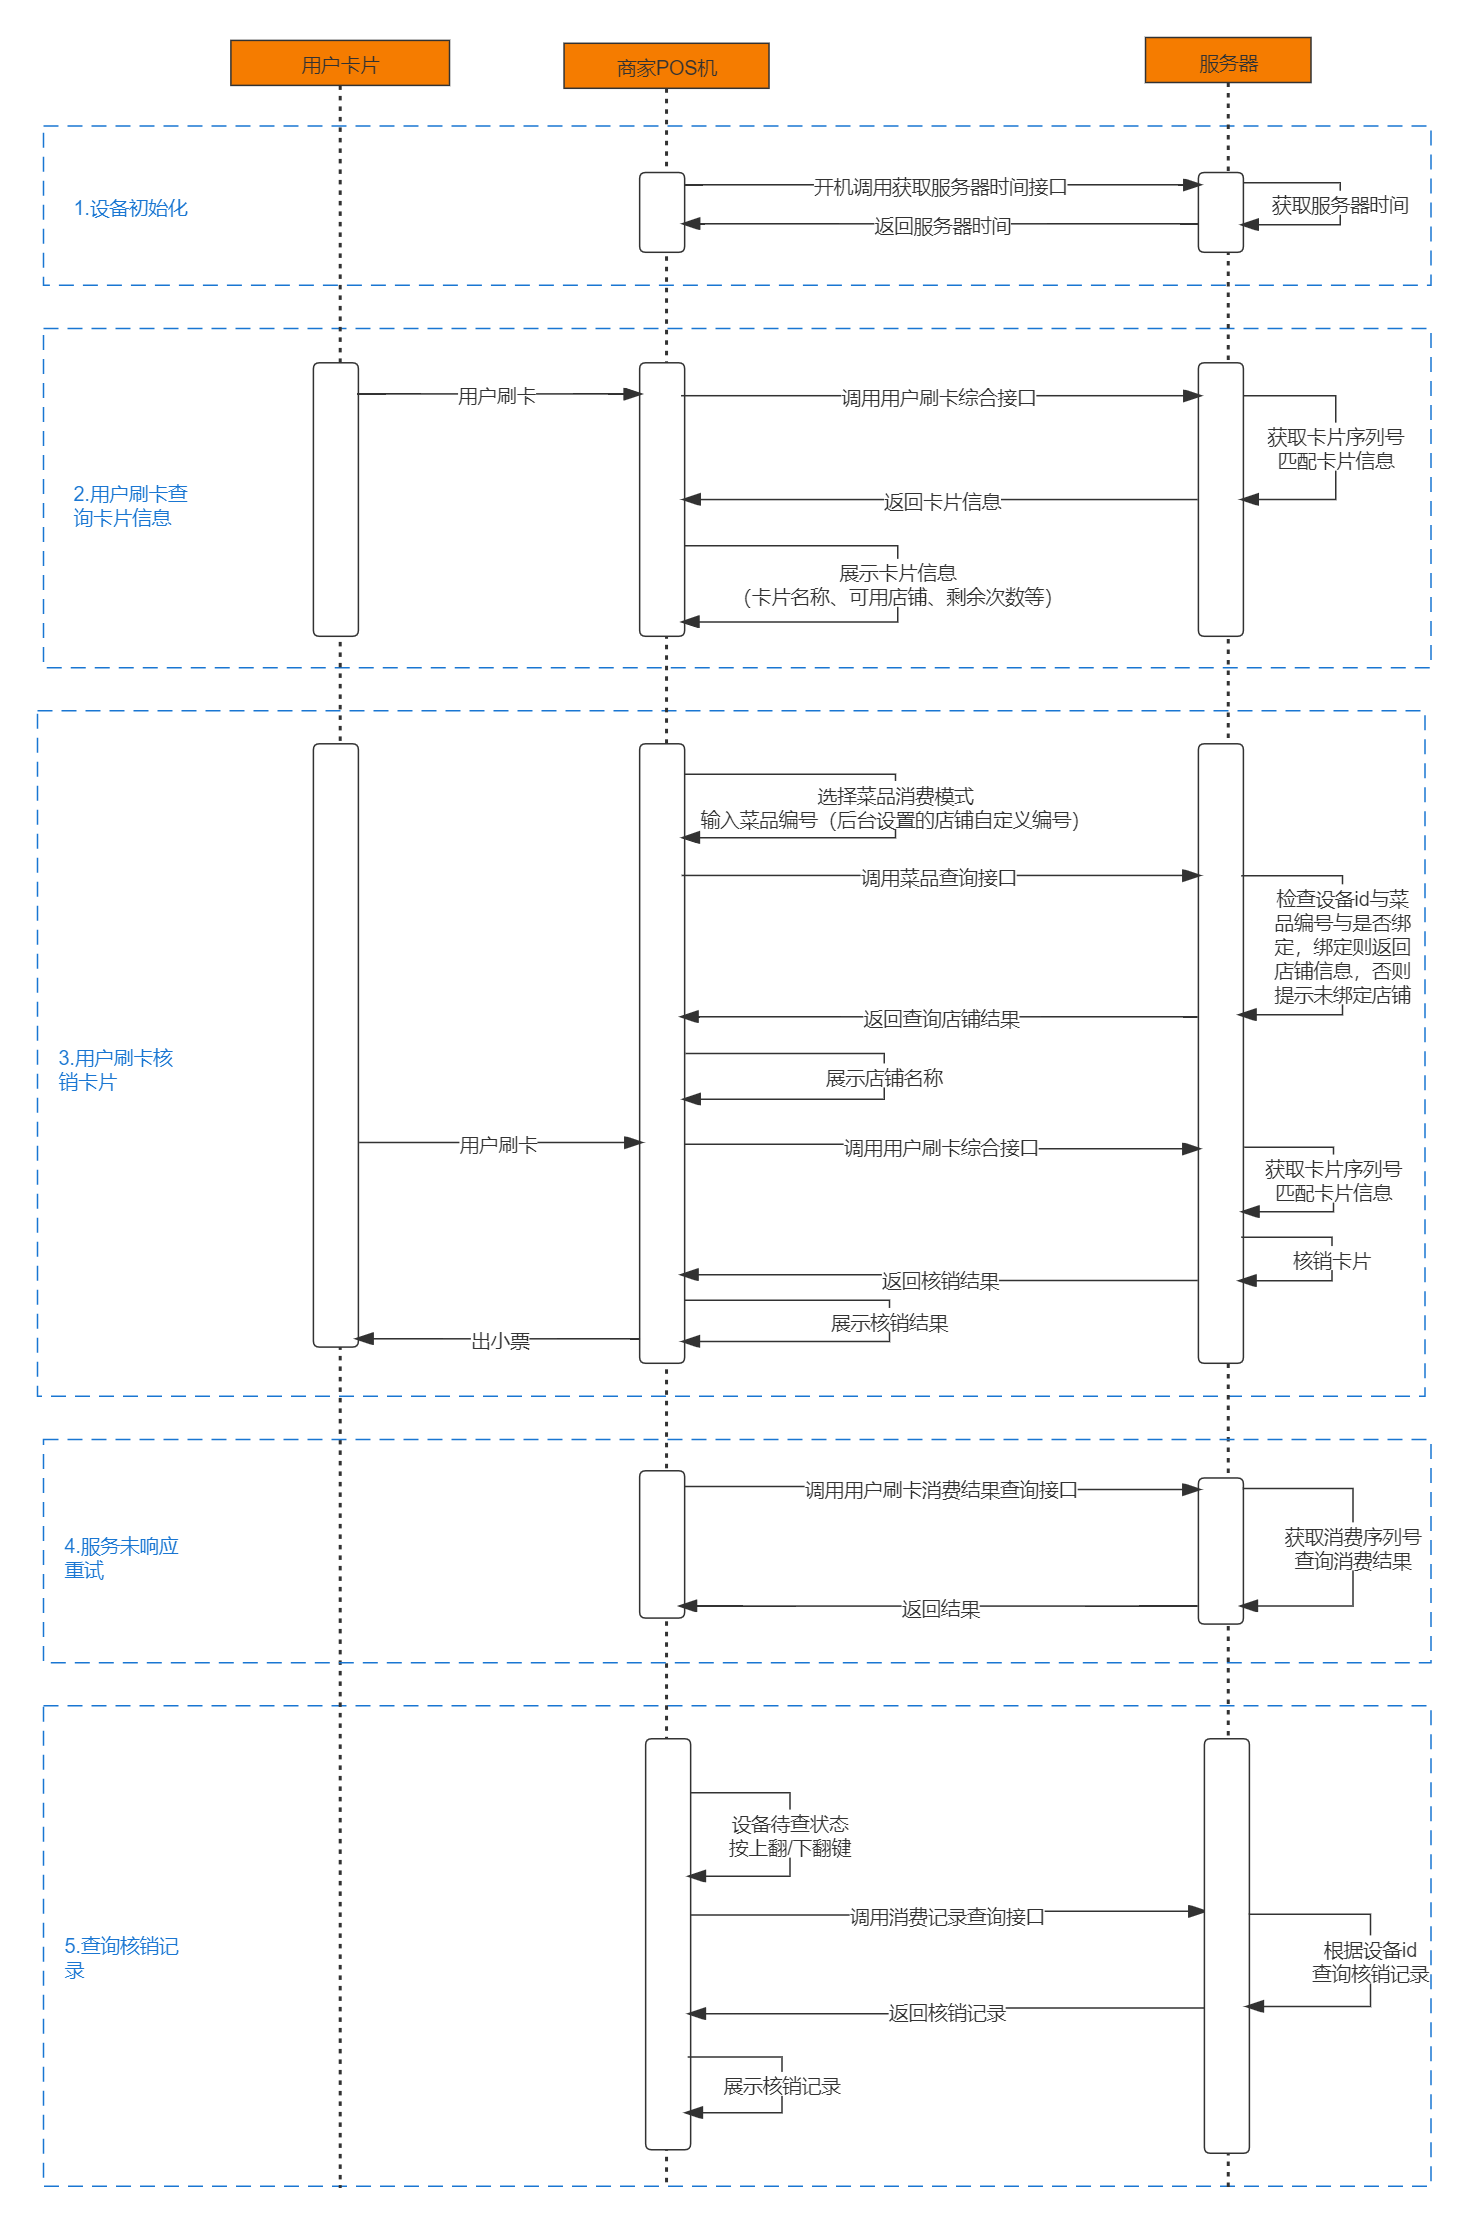 用户卡片
商家POS机
服务器
1.设备初始化
开机调用获取服务器时间接口
获取服务器时间
返回服务器时间
2.用户刷卡查
询卡片信息
用户刷卡
调用用户刷卡综合接口
获取卡片序列号
匹配卡片信息
返回卡片信息
展示卡片信息
（卡片名称、可用店铺、剩余次数等）
3.用户刷卡核
销卡片
选择菜品消费模式
输入菜品编号（后台设置的店铺自定义编号）
调用菜品查询接口
检查设备id与菜
品编号与是否绑
定，绑定则返回
店铺信息，否则
提示未绑定店铺
返回查询店铺结果
展示店铺名称
用户刷卡
调用用户刷卡综合接口
获取卡片序列号
匹配卡片信息
核销卡片
返回核销结果
展示核销结果
出小票
4.服务未响应
重试
调用用户刷卡消费结果查询接口
获取消费序列号
查询消费结果
返回结果
5.查询核销记
录
设备待查状态
按上翻/下翻键
调用消费记录查询接口
根据设备id
查询核销记录
返回核销记录
展示核销记录